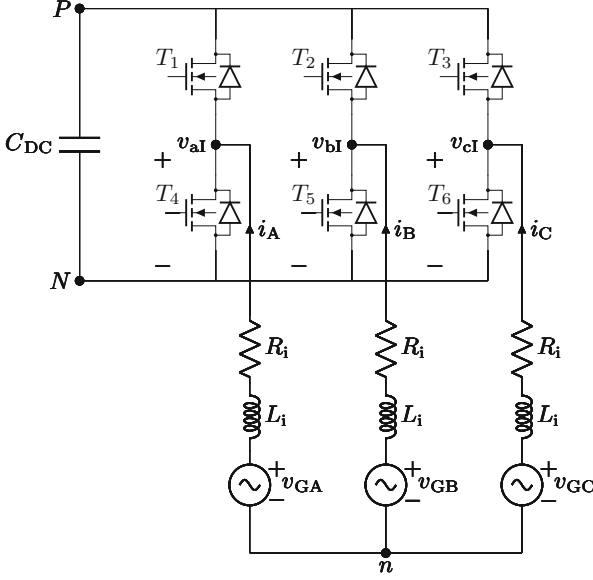 P
T1 T2 T3
CDC
vaI vbI vcI
+ + +
T4 T5 T6
− − −
iA iB iC
N
− − −
Ri Ri Ri
Li Li Li
+ + +
vGA vGB vGC
− − −
n